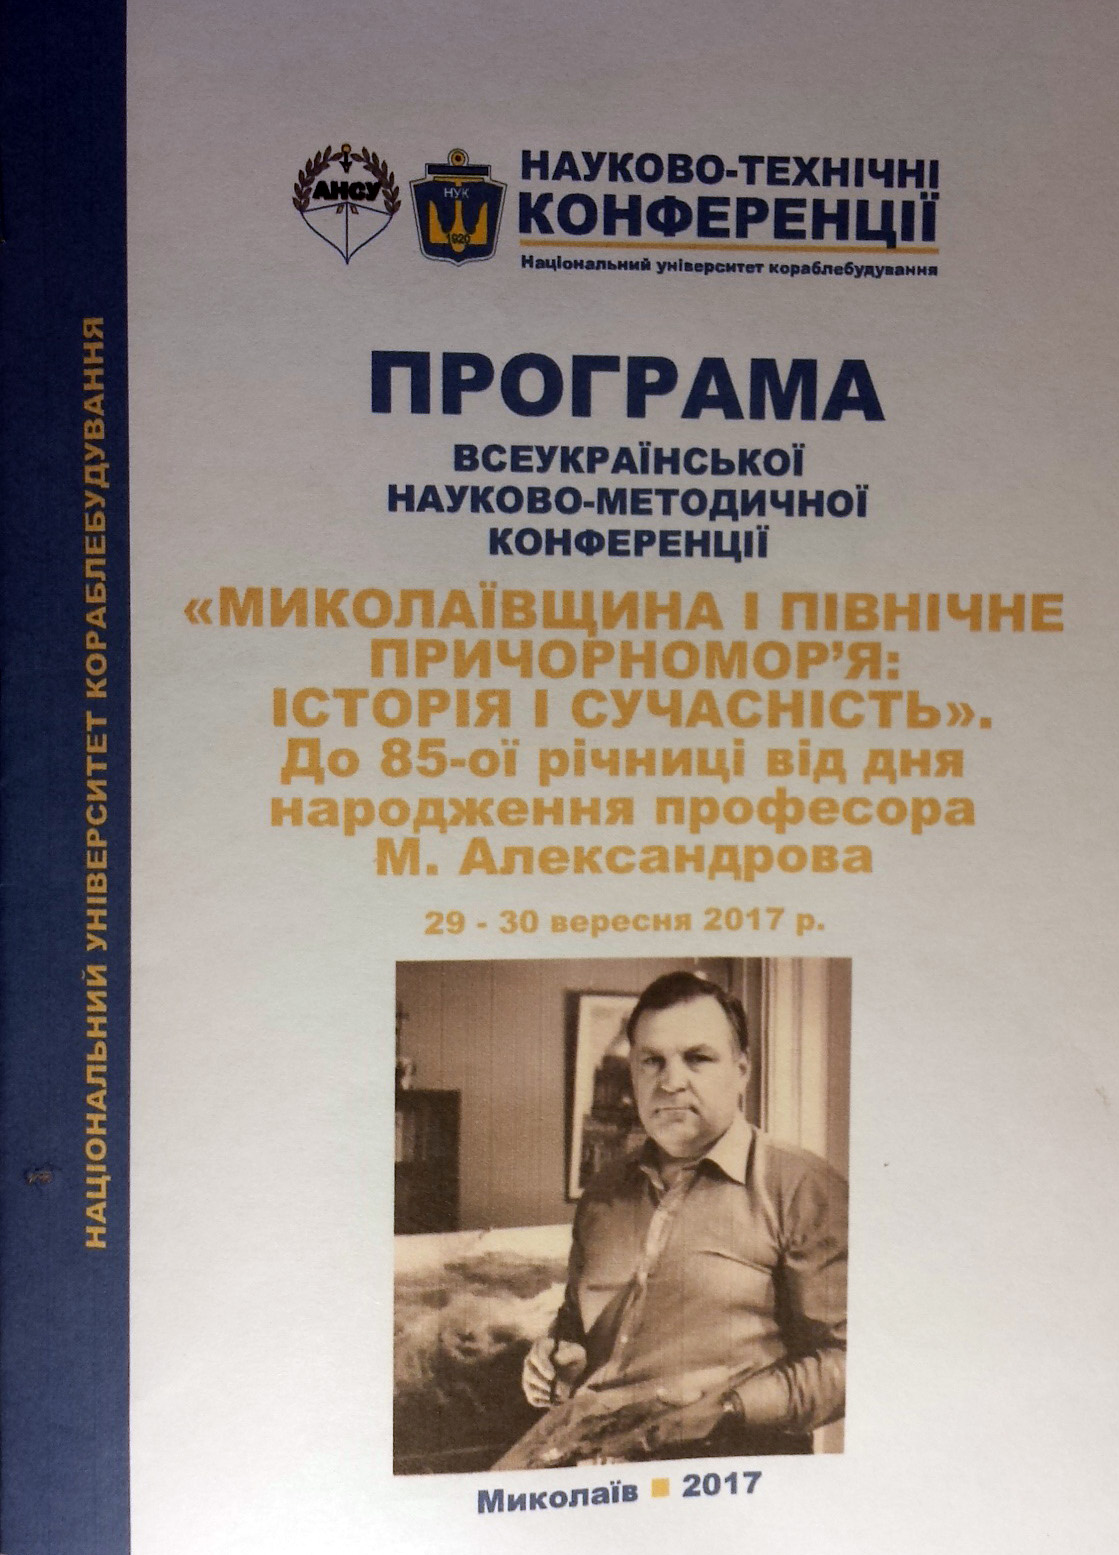 АНСУ
НУК
1920
НАУКОВО-ТЕХНІЧНІ
КОНФЕРЕНЦІЇ
Національний університет кораблебудування
НАЦІОНАЛЬНИЙ УНІВЕРСИТЕТ КОРАБЛЕБУДУВАННЯ
ПРОГРАМА
ВСЕУКРАЇНСЬКОЇ
НАУКОВО-МЕТОДИЧНОЇ
КОНФЕРЕНЦІЇ
«МИКОЛАЇВЩИНА І ПІВНІЧНЕ
ПРИЧОРНОМОР’Я:
ІСТОРІЯ І СУЧАСНІСТЬ».
До 85-ої річниці від дня
народження професора
М. Александрова
29 - 30 вересня 2017 р.
Миколаїв ■ 2017